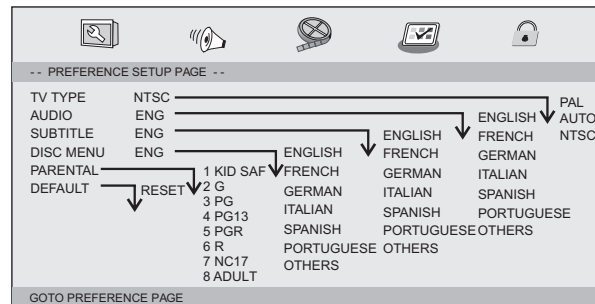 -- PREFERENCE SETUP PAGE --
TV TYPE NTSC
AUDIO ENG
SUBTITLE ENG
DISC MENU ENG
PARENTAL
DEFAULT
RESET
1 KID SAF
2 G
3 PG
4 PG13
5 PGR
6 R
7 NC17
8 ADULT
ENGLISH
FRENCH
GERMAN
ITALIAN
SPANISH
PORTUGUESE
OTHERS
ENGLISH
FRENCH
GERMAN
ITALIAN
SPANISH
PORTUGUESE
OTHERS
ENGLISH
FRENCH
GERMAN
ITALIAN
SPANISH
PORTUGUESE
OTHERS
PAL
AUTO
NTSC
GOTO PREFERENCE PAGE